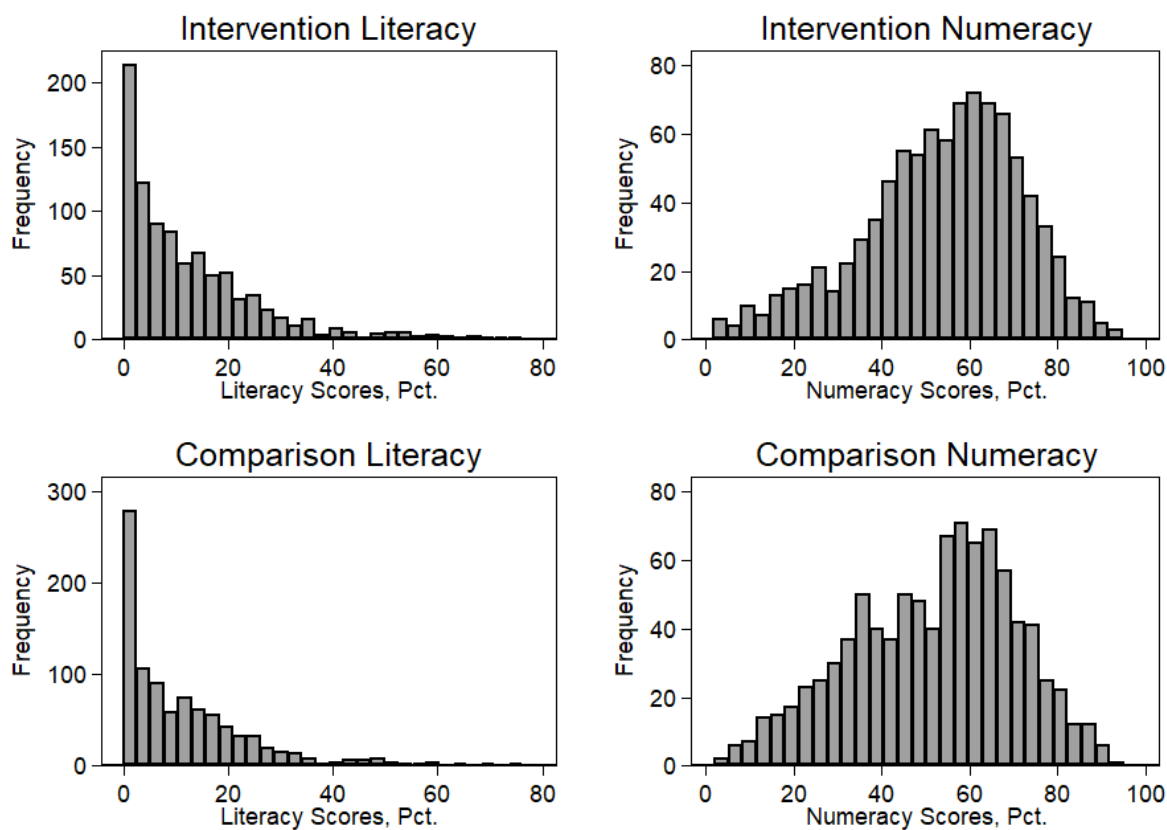 Intervention Literacy
200
150
100
50
0
Frequency
0 20 40 60 80
Literacy Scores, Pct.
Intervention Numeracy
80
60
40
20
0
Frequency
0 20 40 60 80 100
Numeracy Scores, Pct.
Comparison Literacy
300
200
100
0
Frequency
0 20 40 60 80
Literacy Scores, Pct.
Comparison Numeracy
80
60
40
20
0
Frequency
0 20 40 60 80 100
Numeracy Scores, Pct.